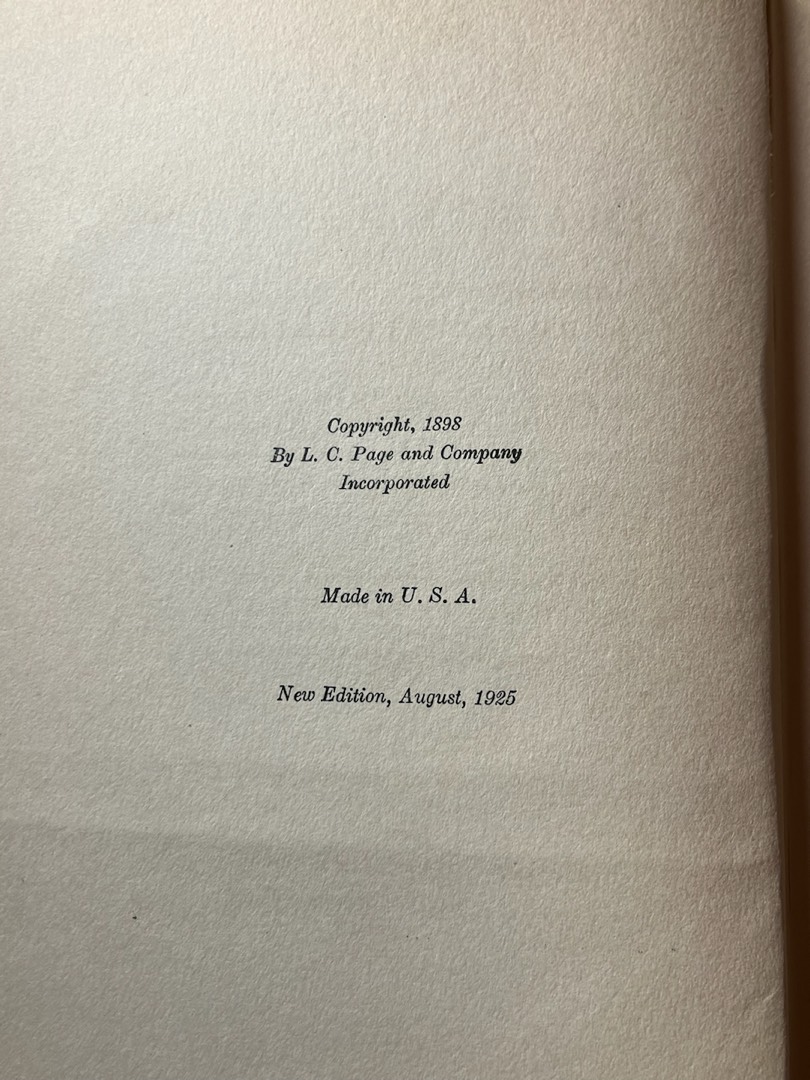 Copyright, 1898
By L. C. Page and Company
Incorporated
Made in U. S. A.
New Edition, August, 1925